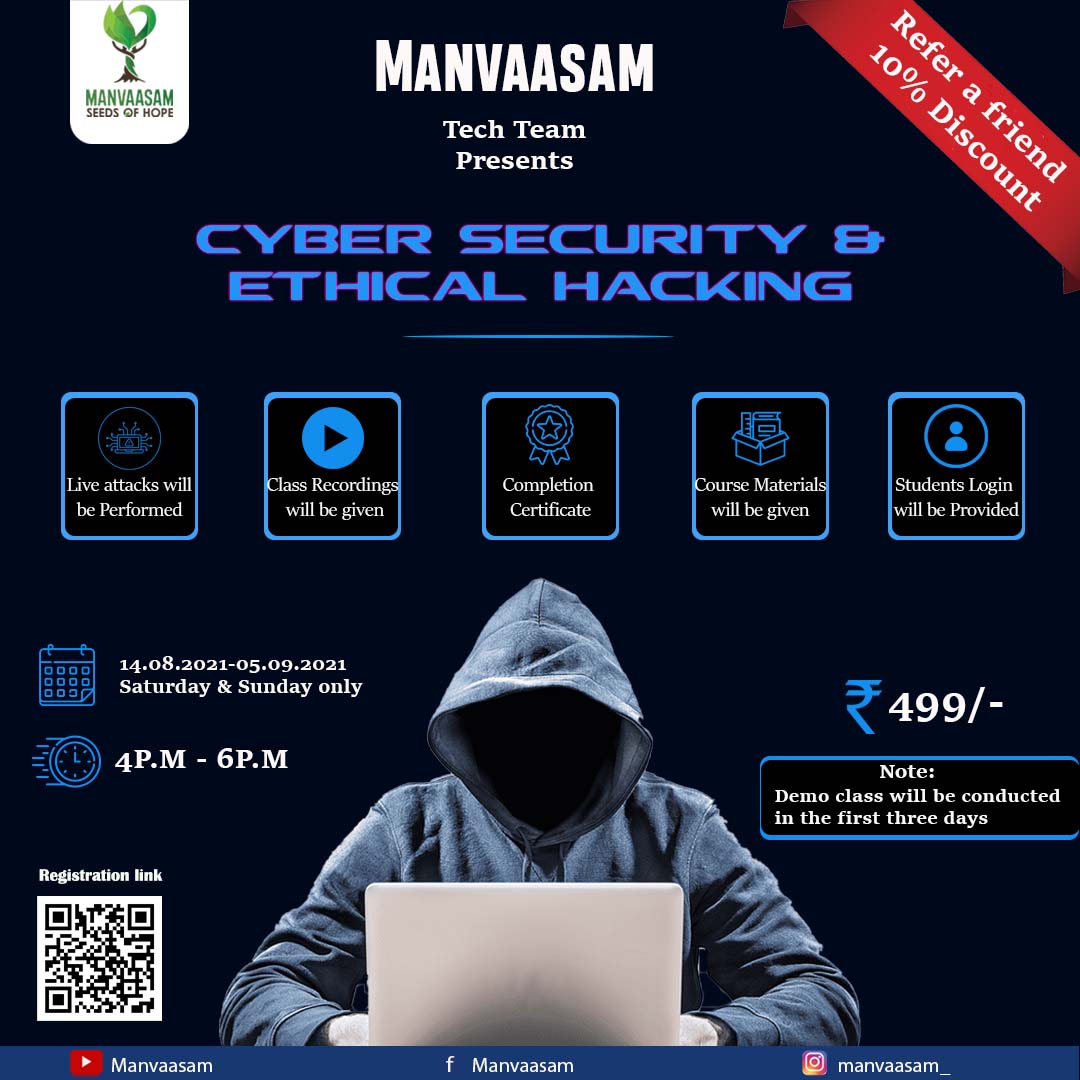 MANVAASAM
SEEDS OF HOPE
MANVAASAM
Tech Team
Presents
Refer a friend
10% Discount
CYBER SECURITY &
ETHICAL HACKING
Live attacks will
be Performed
Class Recordings
will be given
Completion
Certificate
Course Materials
will be given
Students Login
will be Provided
14.08.2021-05.09.2021
Saturday & Sunday only
4P.M - 6P.M
₹ 499/-
Note:
Demo class will be conducted
in the first three days
Registration link
Manvaasam
f Manvaasam
manvaasam_